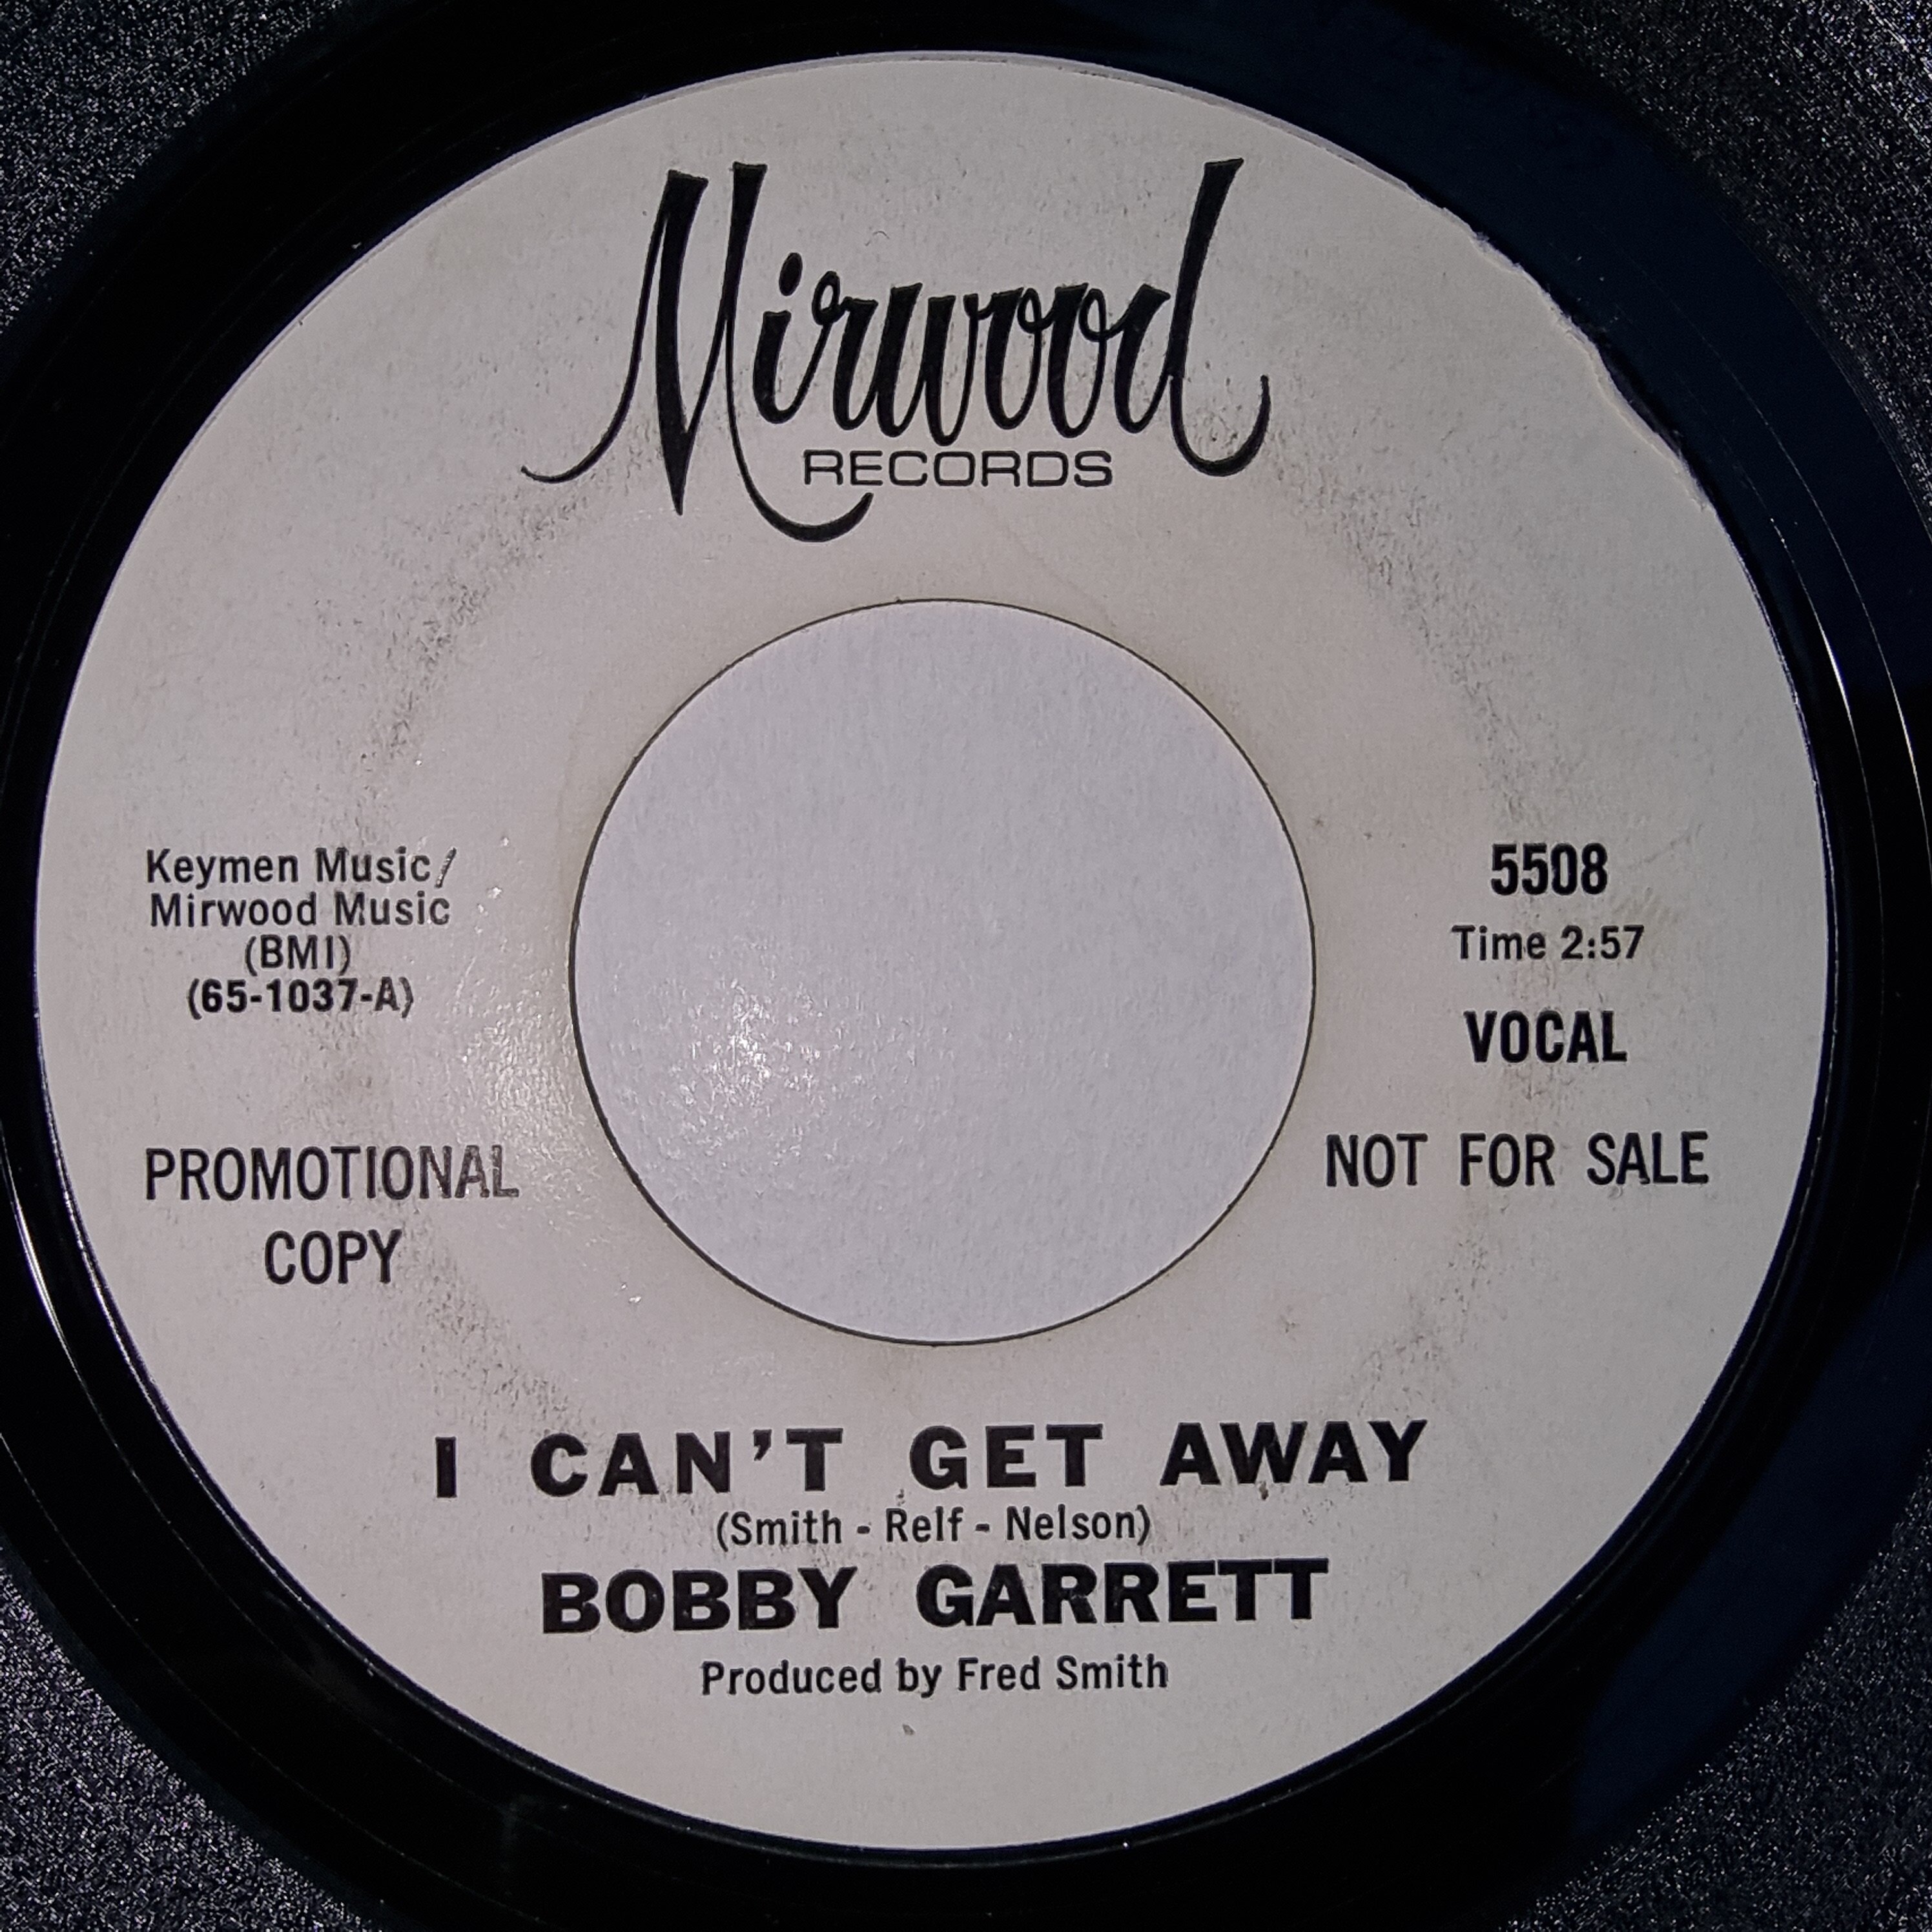 Mirwood
RECORDS
Keymen Music/
Mirwood Music
(BMI)
(65-1037-A)
5508
Time 2:57
VOCAL
PROMOTIONAL
COPY
NOT FOR SALE
I CAN'T GET AWAY
(Smith - Relf - Nelson)
BOBBY GARRETT
Produced by Fred Smith